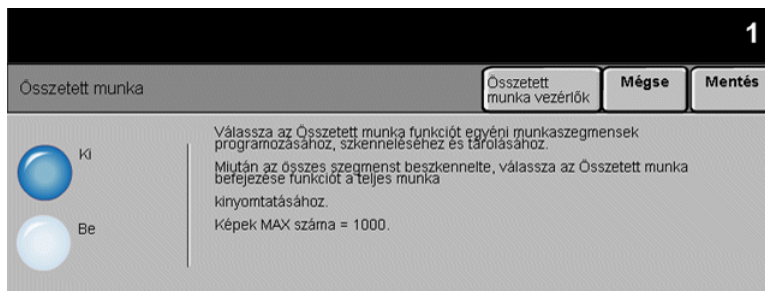 1
Összetett munka
Összetett
munka vezérlők
Mégse
Mentés
Ki
Be
Válassza az Összetett munka funkciót egyéni munkaszegmensek
programozásához, szkenneléséhez és tárolásához.
Miután az összes szegmenst beszkennelte, válassza az Összetett munka
befejezése funkciót a teljes munka
kinyomtatásához.
Képek MAX száma = 1000.